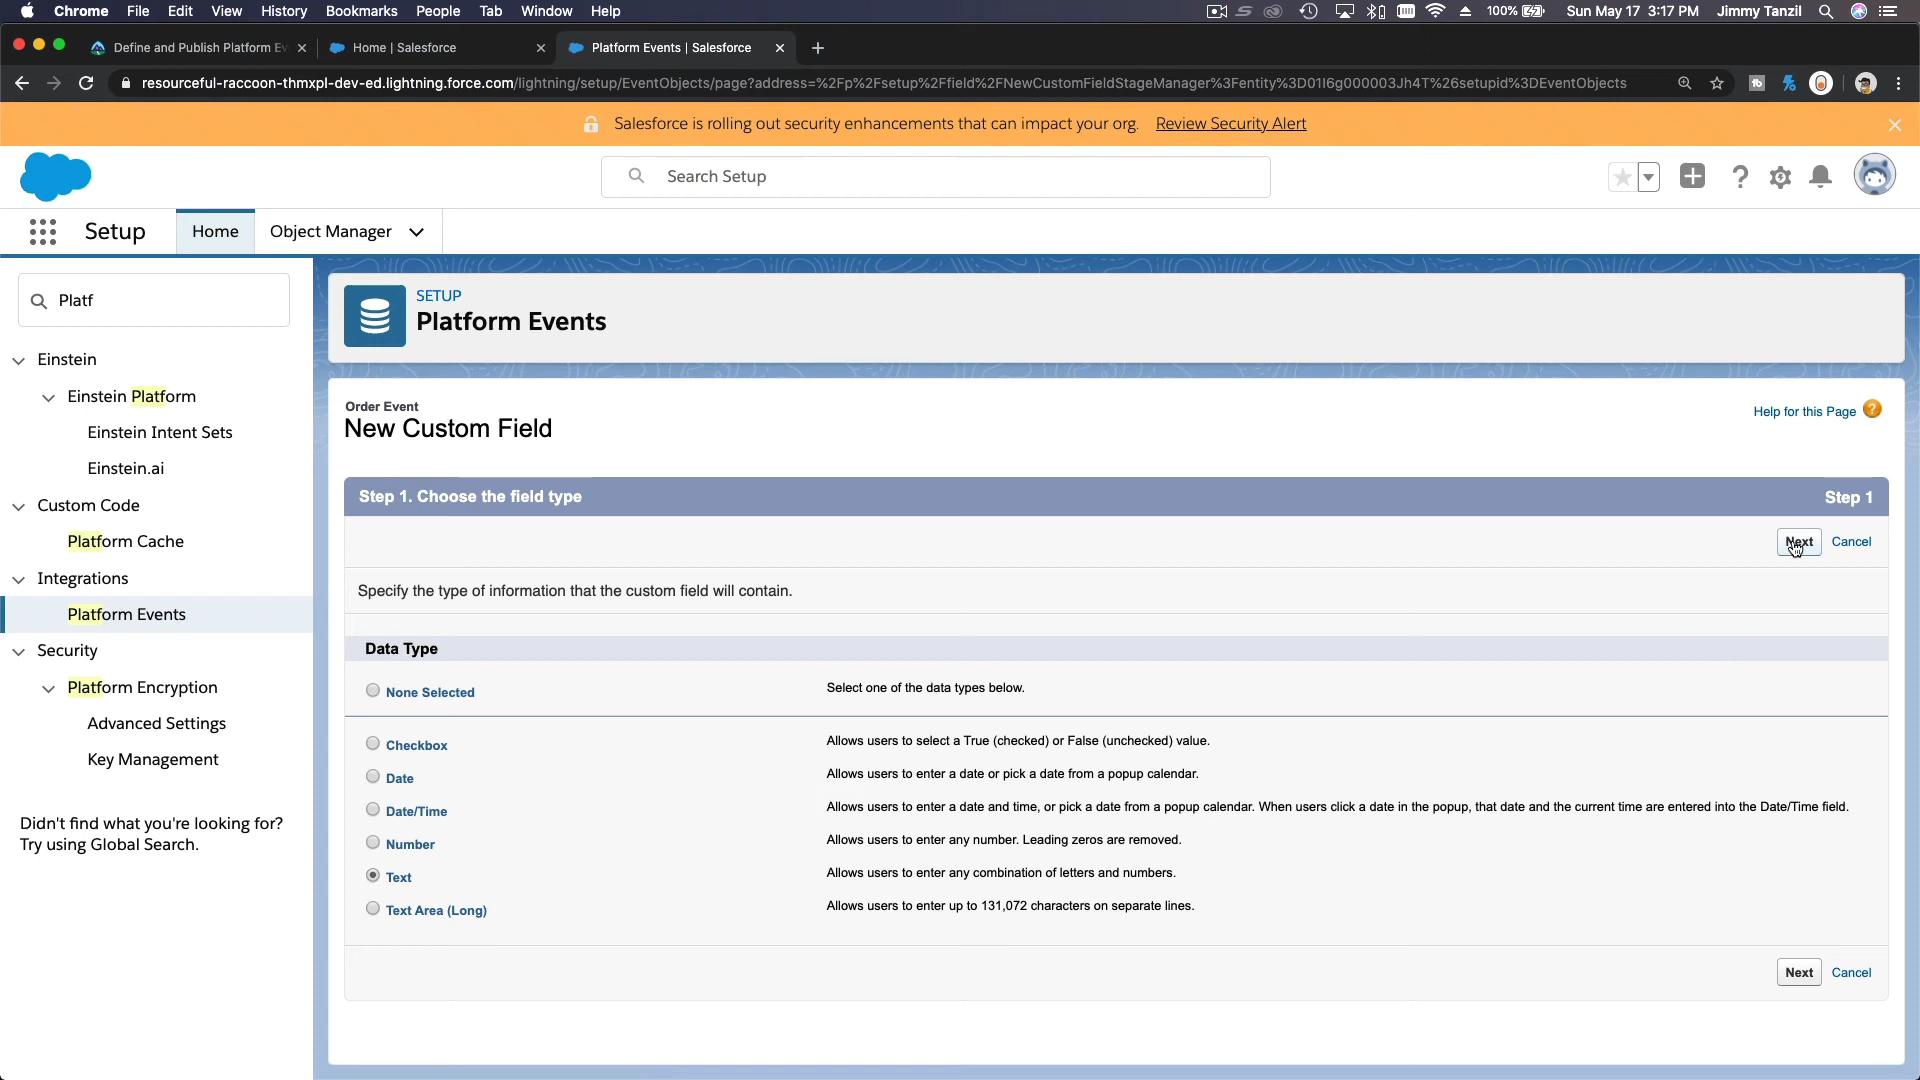 Chrome File Edit View History Bookmarks People Tab Window Help 100% Sun May 17 3:17 PM Jimmy Tanzil
Define and Publish Platform Ev Home | Salesforce Platform Events | Salesforce
resourceful-raccoon-thmxpl-dev-ed.lightning.force.com/lightning/setup/EventObjects/page?address=%2Fp%2Fsetup%2Ffield%2FNewCustomFieldStageManager%3Fentity%3D01I6g000003Jh4T%26setupid%3DEventObjects
Salesforce is rolling out security enhancements that can impact your org. Review Security Alert
Search Setup
Setup Home Object Manager
Platf
Einstein
Einstein Platform
Einstein Intent Sets
Einstein.ai
Custom Code
Platform Cache
Integrations
Platform Events
Security
Platform Encryption
Advanced Settings
Key Management
Didn't find what you're looking for?
Try using Global Search.
SETUP
Platform Events
Order Event
New Custom Field
Help for this Page ?
Step 1. Choose the field type Step 1
Next Cancel
Specify the type of information that the custom field will contain.
Data Type
None Selected Select one of the data types below.
Checkbox Allows users to select a True (checked) or False (unchecked) value.
Date Allows users to enter a date or pick a date from a popup calendar.
Date/Time Allows users to enter a date and time, or pick a date from a popup calendar. When users click a date in the popup, that date and the current time are entered into the Date/Time field.
Number Allows users to enter any number. Leading zeros are removed.
Text Allows users to enter any combination of letters and numbers.
Text Area (Long) Allows users to enter up to 131,072 characters on separate lines.
Next Cancel